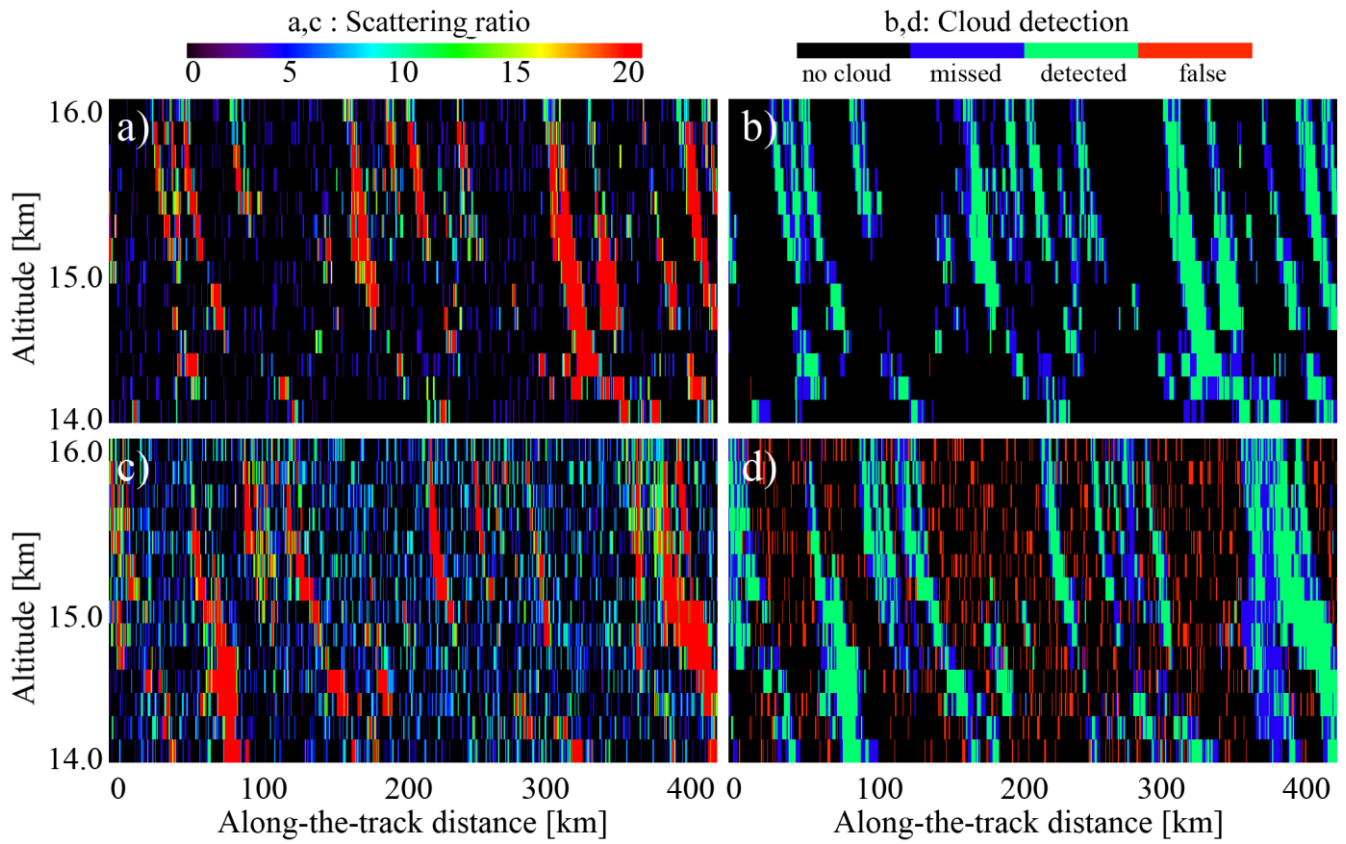 a,c : Scattering ratio
b,d: Cloud detection
0 5 10 15 20
no cloud missed detected false
16.0
a)
b)
Altitude [km]
15.0
14.0
16.0
c)
d)
Altitude [km]
15.0
14.0
0 100 200 300 400
0 100 200 300 400
Along-the-track distance [km]
Along-the-track distance [km]